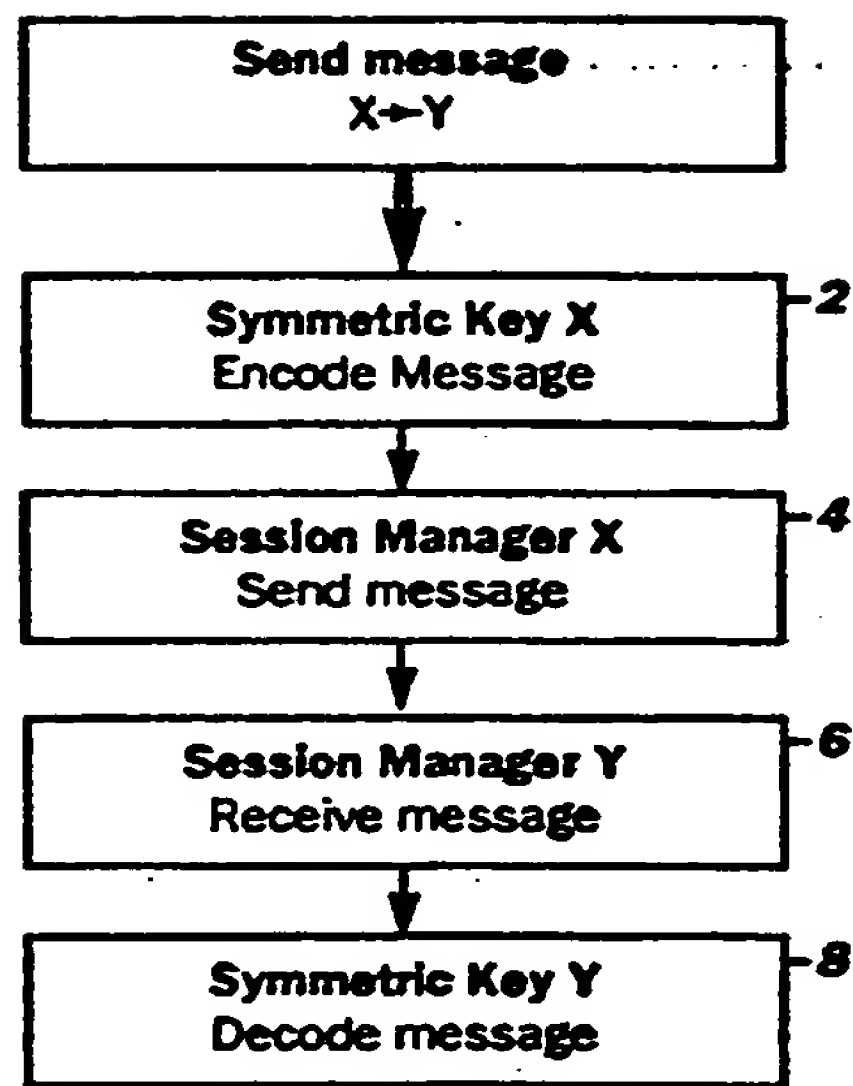 Send message
X→Y
2
Symmetric Key X
Encode Message
4
Session Manager X
Send message
6
Session Manager Y
Receive message
8
Symmetric Key Y
Decode message